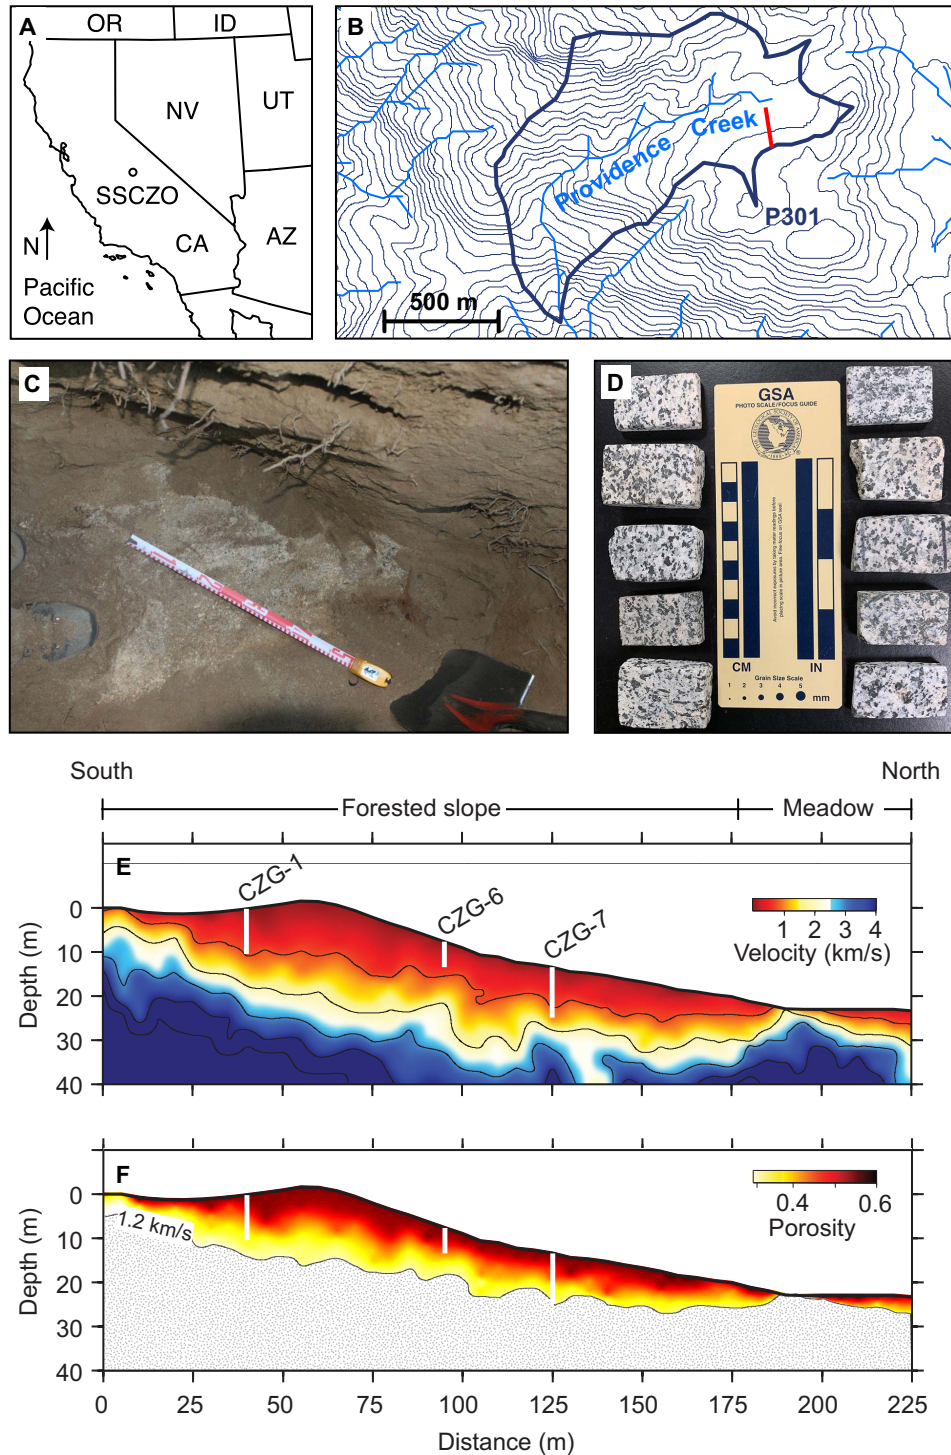 A
OR
ID
NV
UT
SSCZO
N
CA
AZ
Pacific
Ocean
B
Providence Creek
P301
500 m
C
D
GSA
PHOTO SCALE/FOCUS GUIDE
CM
IN
Grain Size Scale
1 2 3 4 5
mm
South
North
Forested slope
Meadow
E
CZG-1
CZG-6
CZG-7
1 2 3 4
Velocity (km/s)
0
10
20
30
40
Depth (m)
F
1.2 km/s
0.4 0.6
Porosity
0
10
20
30
40
Depth (m)
0 25 50 75 100 125 150 175 200 225
Distance (m)